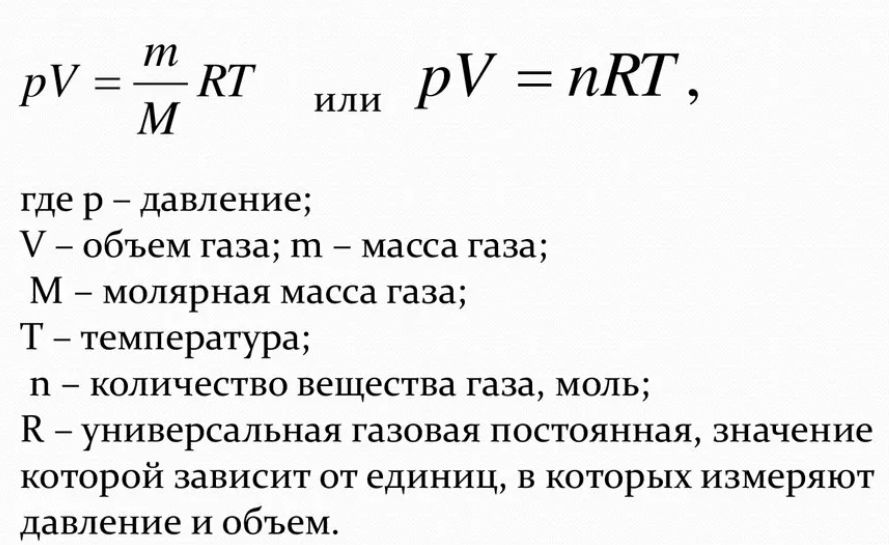 pV = m/M RT или pV = nRT,
где p – давление;
V – объем газа; m – масса газа;
M – молярная масса газа;
T – температура;
n – количество вещества газа, моль;
R – универсальная газовая постоянная, значение
которой зависит от единиц, в которых измеряют
давление и объем.